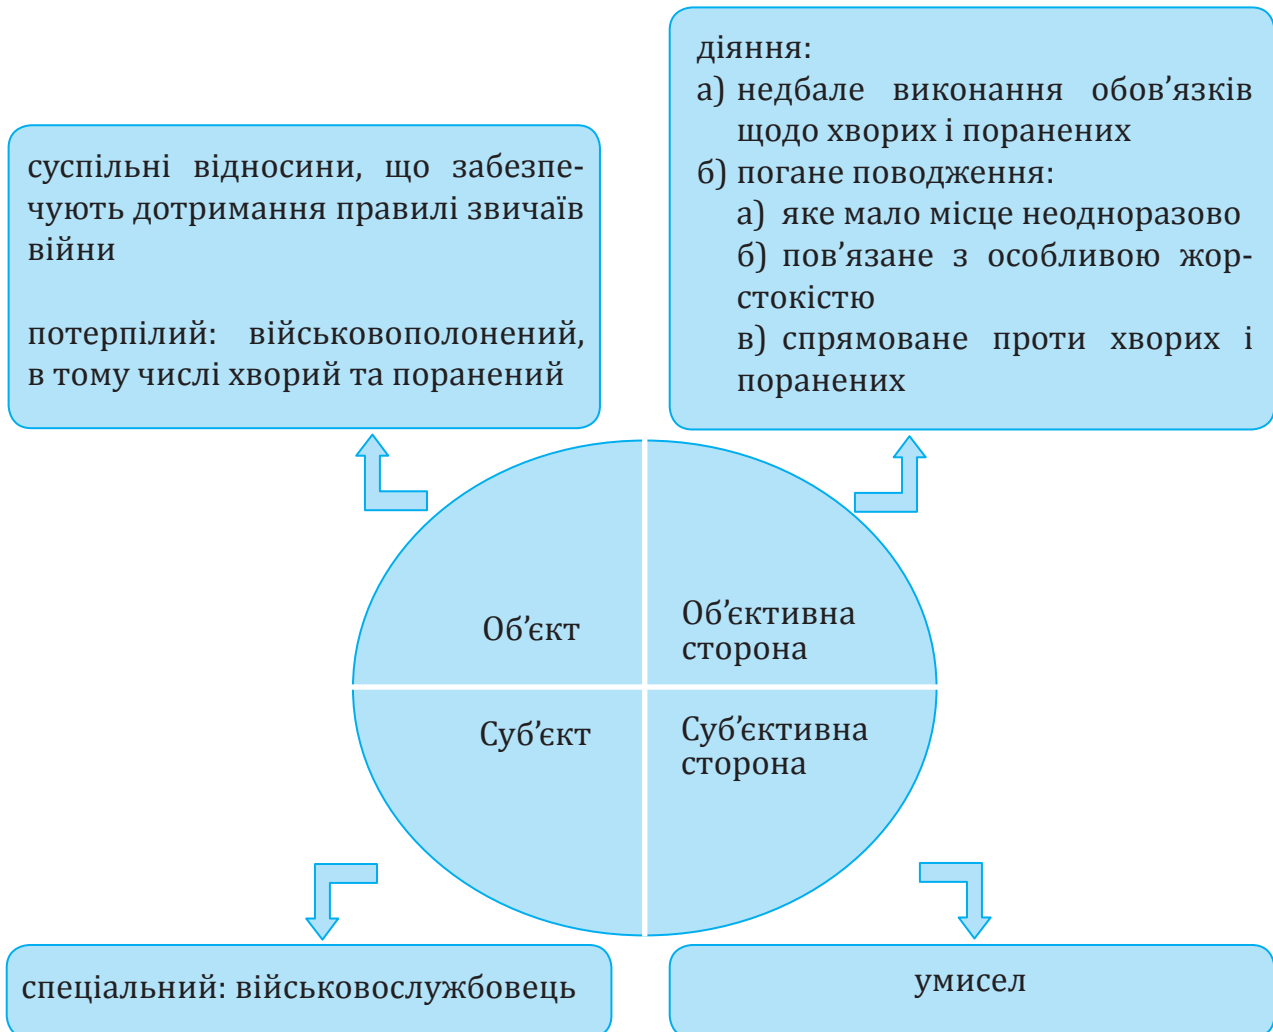 суспільні відносини, що забезпе-
чують дотримання правилі звичаїв
війни
потерпілий: військовополонений,
в тому числі хворий та поранений
діяння:
а) недбале виконання обов’язків
щодо хворих і поранених
б) погане поводження:
а) яке мало місце неодноразово
б) пов’язане з особливою жор-
стокістю
в) спрямоване проти хворих і
поранених
Об’єкт
Об’єктивна
сторона
Суб’єкт
Суб’єктивна
сторона
спеціальний: військовослужбовець
умисел